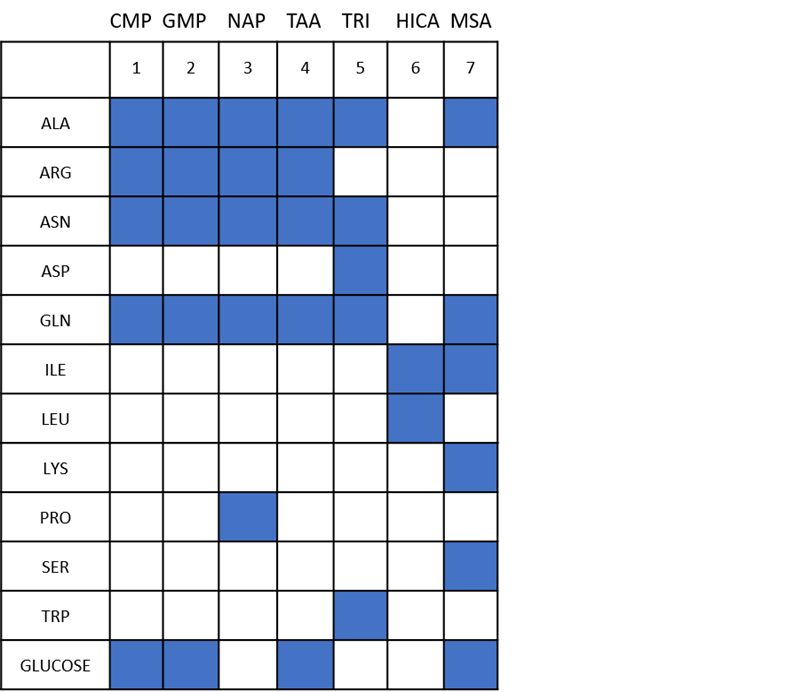 CMP GMP NAP TAA TRI HICA MSA
1 2 3 4 5 6 7
ALA
ARG
ASN
ASP
GLN
ILE
LEU
LYS
PRO
SER
TRP
GLUCOSE